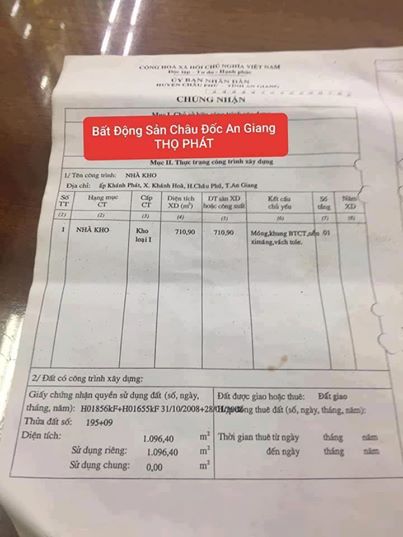 CỘNG HOÀ XÃ HỘI CHỦ NGHĨA VIỆT NAM
Độc lập - Tự do - Hạnh phúc
ỦY BAN NHÂN DÂN
HUYỆN CHÂU PHÚ TỈNH AN GIANG
CHỨNG NHẬN
Bất Động Sản Châu Đốc An Giang
THỌ PHÁT
Mục II. Thực trạng công trình xây dựng
1/ Tên công trình: NHÀ KHO
Địa chỉ: ấp Khánh Phát, X. Khánh Hoà, H.Châu Phú, T.An Giang
Số TT Hạng mục CT Cấp CT Diện tích XD (m²) DT sàn XD hoặc công suất Kết cấu chủ yếu Số tầng Năm XD
(1) (2) (3) (4) (5) (6) (7) (8)
1 NHÀ KHO Kho loại I 710,90 710,90 Móng,khung BTCT,nền ximăng,vách tole. 01
2/ Đất có công trình xây dựng:
Giấy chứng nhận quyền sử dụng đất (số, ngày, tháng, năm): H01856kF+H01655kF 31/10/2008+28/
Thửa đất số: 195+09
Diện tích: 1.096,40 m²
Sử dụng riêng: 1.096,40 m²
Sử dụng chung: 0,00 m²
Đất được giao hoặc thuê: Đất giao
đồng thuê đất (số, ngày, tháng, năm):
Thời gian thuê từ ngày tháng năm
đến ngày tháng năm